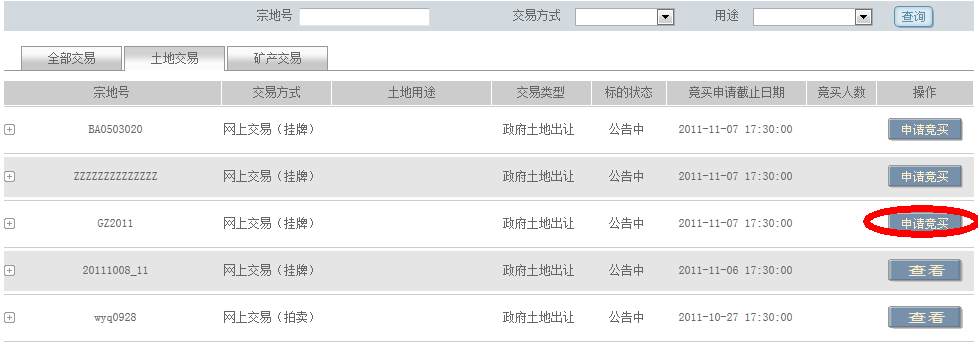 宗地号 交易方式 用途 查询
全部交易 土地交易 矿产交易
宗地号 交易方式 土地用途 交易类型 标的状态 竞买申请截止日期 竞买人数 操作
BA0503020 网上交易（挂牌） 政府土地出让 公告中 2011-11-07 17:30:00 申请竞买
ZZZZZZZZZZZZZZ 网上交易（挂牌） 政府土地出让 公告中 2011-11-07 17:30:00 申请竞买
GZ2011 网上交易（挂牌） 政府土地出让 公告中 2011-11-07 17:30:00 申请竞买
20111008_11 网上交易（挂牌） 政府土地出让 公告中 2011-11-06 17:30:00 查看
wyq0928 网上交易（拍卖） 政府土地出让 公告中 2011-10-27 17:30:00 查看